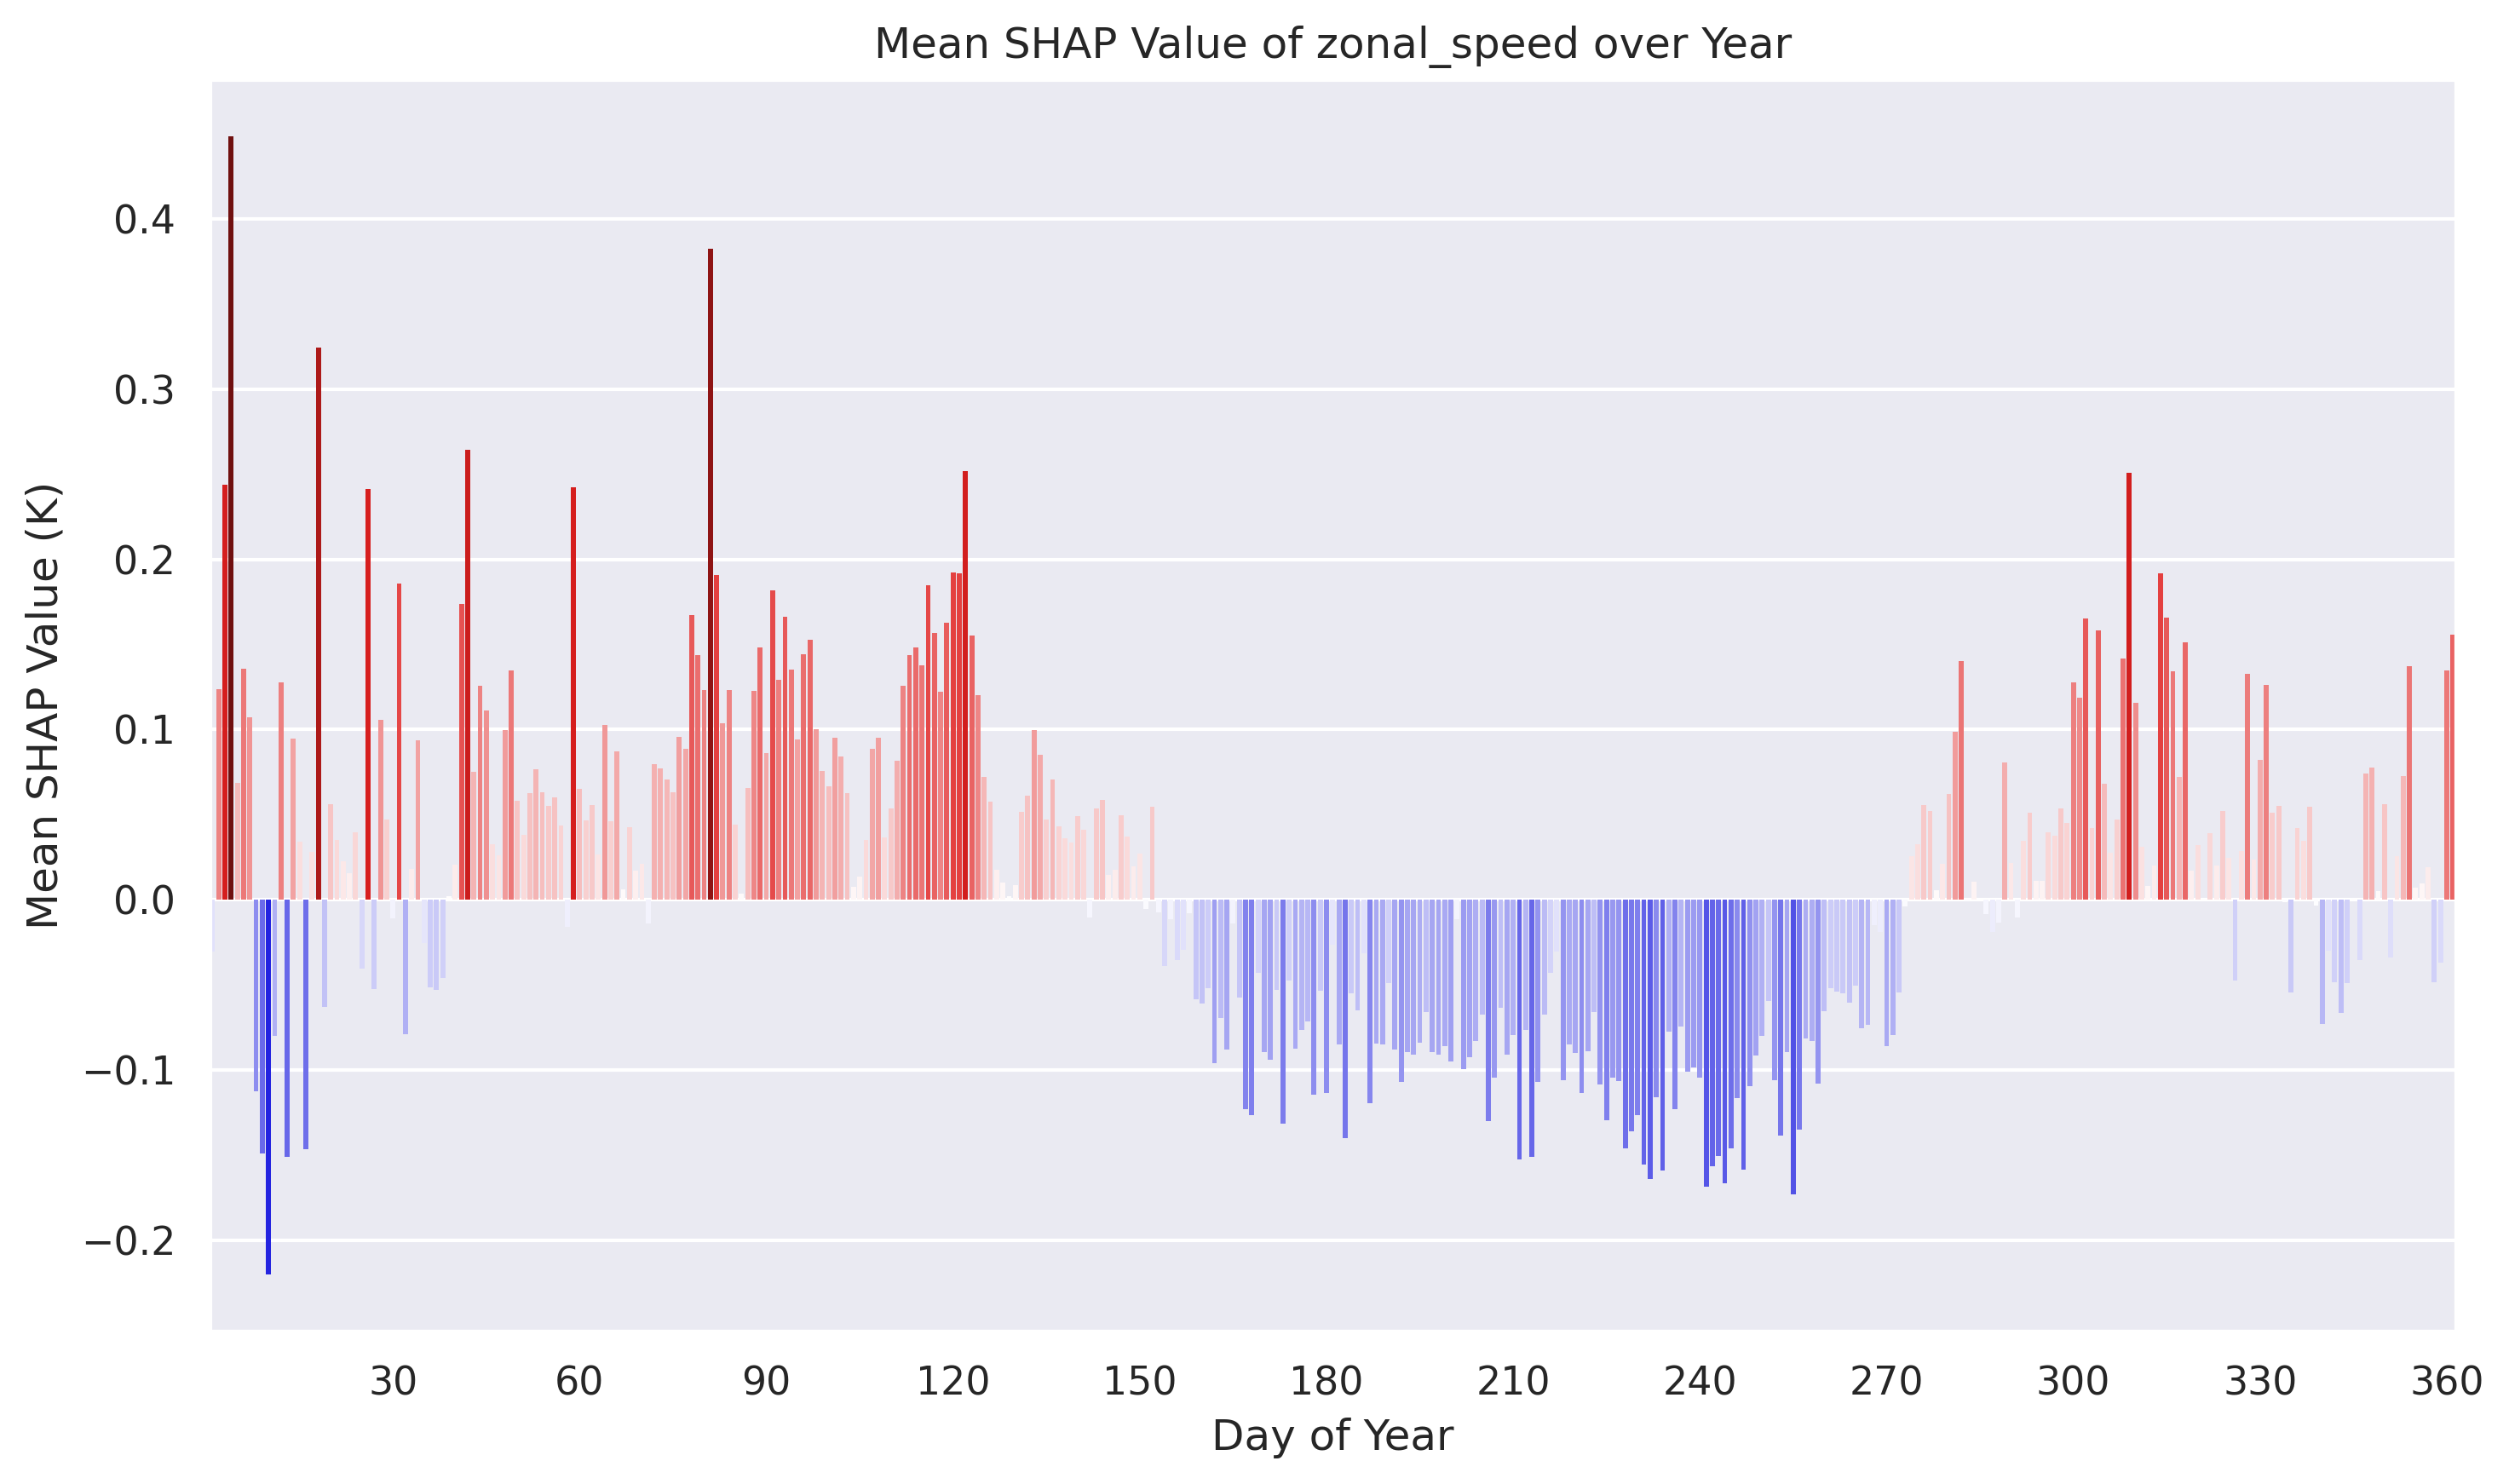 Mean SHAP Value of zonal_speed over Year
Mean SHAP Value (K)
0.4
0.3
0.2
0.1
0.0
−0.1
−0.2
30 60 90 120 150 180 210 240 270 300 330 360
Day of Year